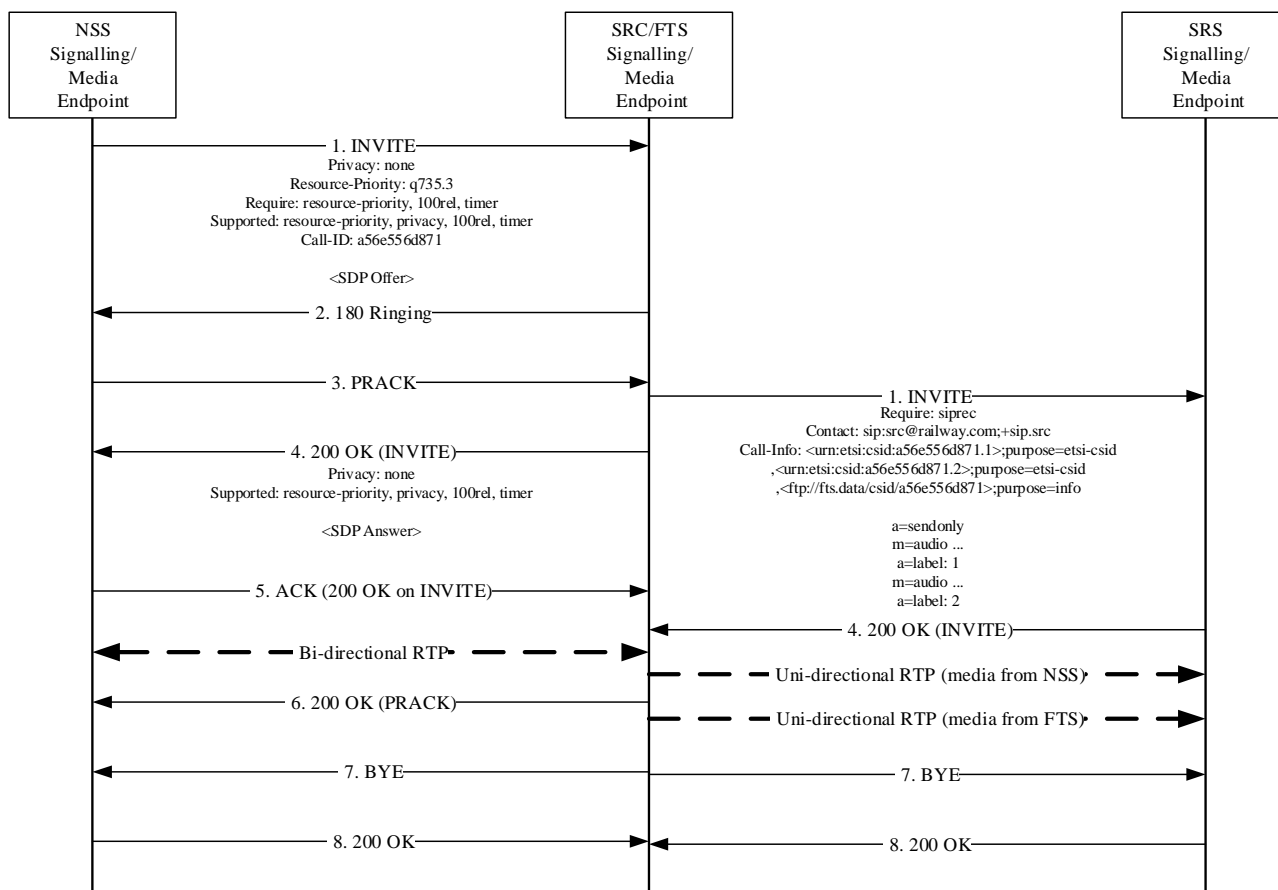 NSS
Signalling/
Media
Endpoint
SRC/FTS
Signalling/
Media
Endpoint
SRS
Signalling/
Media
Endpoint
1. INVITE
Privacy: none
Resource-Priority: q735.3
Require: resource-priority, 100rel, timer
Supported: resource-priority, privacy, 100rel, timer
Call-ID: a56e556d871
<SDP Offer>
2. 180 Ringing
3. PRACK
1. INVITE
Require: siprec
Contact: sip:src@railway.com;+sip.src
Call-Info: <urn:etsi:csid:a56e556d871.1>;purpose=etsi-csid
,<urn:etsi:csid:a56e556d871.2>;purpose=etsi-csid
,<ftp://fts.data/csid/a56e556d871>;purpose=info
a=sendonly
m=audio ...
a=label: 1
m=audio ...
a=label: 2
4. 200 OK (INVITE)
Privacy: none
Supported: resource-priority, privacy, 100rel, timer
<SDP Answer>
5. ACK (200 OK on INVITE)
4. 200 OK (INVITE)
Bi-directional RTP
Uni-directional RTP (media from NSS)
6. 200 OK (PRACK)
Uni-directional RTP (media from FTS)
7. BYE
7. BYE
8. 200 OK
8. 200 OK